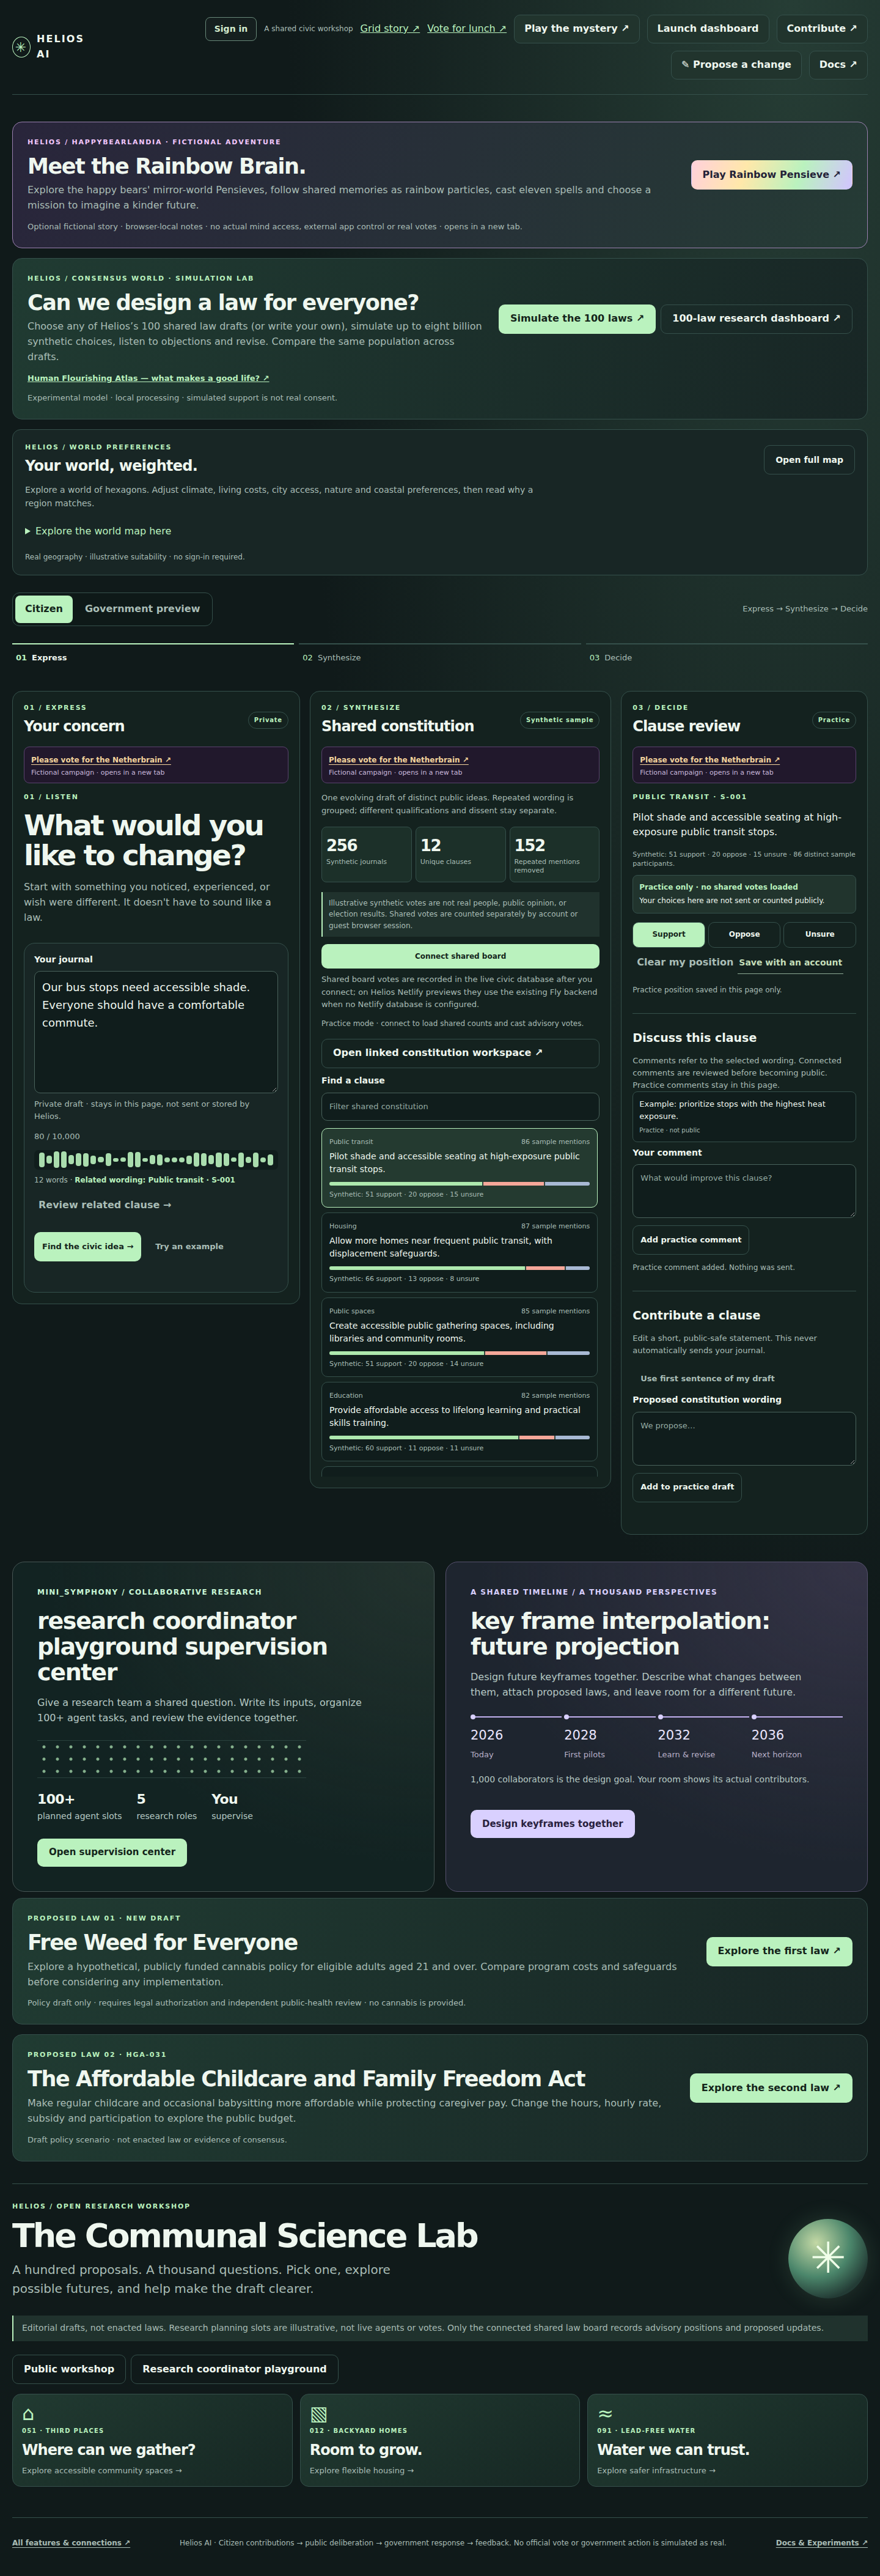 HELIOS
AI
Sign in
A shared civic workshop
Grid story ↗
Vote for lunch ↗
Play the mystery ↗
Launch dashboard
Contribute ↗
✎ Propose a change
Docs ↗
HELIOS / HAPPYBEARLANDIA · FICTIONAL ADVENTURE
Meet the Rainbow Brain.
Explore the happy bears' mirror-world Pensieves, follow shared memories as rainbow particles, cast eleven spells and choose a
mission to imagine a kinder future.
Optional fictional story · browser-local notes · no actual mind access, external app control or real votes · opens in a new tab.
Play Rainbow Pensieve ↗
HELIOS / CONSENSUS WORLD · SIMULATION LAB
Can we design a law for everyone?
Choose any of Helios’s 100 shared law drafts (or write your own), simulate up to eight billion
synthetic choices, listen to objections and revise. Compare the same population across
drafts.
Human Flourishing Atlas — what makes a good life? ↗
Experimental model · local processing · simulated support is not real consent.
Simulate the 100 laws ↗
100-law research dashboard ↗
HELIOS / WORLD PREFERENCES
Your world, weighted.
Explore a world of hexagons. Adjust climate, living costs, city access, nature and coastal preferences, then read why a
region matches.
▶ Explore the world map here
Real geography · illustrative suitability · no sign-in required.
Open full map
Citizen
Government preview
Express → Synthesize → Decide
01 Express
02 Synthesize
03 Decide
01 / EXPRESS
Your concern
Private
Please vote for the Netherbrain ↗
Fictional campaign · opens in a new tab
01 / LISTEN
What would you
like to change?
Start with something you noticed, experienced, or
wish were different. It doesn't have to sound like a
law.
Your journal
Our bus stops need accessible shade.
Everyone should have a comfortable
commute.
Private draft · stays in this page, not sent or stored by
Helios.
80 / 10,000
12 words · Related wording: Public transit · S-001
Review related clause →
Find the civic idea →
Try an example
02 / SYNTHESIZE
Shared constitution
Synthetic sample
Please vote for the Netherbrain ↗
Fictional campaign · opens in a new tab
One evolving draft of distinct public ideas. Repeated wording is
grouped; different qualifications and dissent stay separate.
256
Synthetic journals
12
Unique clauses
152
Repeated mentions
removed
Illustrative synthetic votes are not real people, public opinion, or
election results. Shared votes are counted separately by account or
guest browser session.
Connect shared board
Shared board votes are recorded in the live civic database after you
connect; on Helios Netlify previews they use the existing Fly backend
when no Netlify database is configured.
Practice mode · connect to load shared counts and cast advisory votes.
Open linked constitution workspace ↗
Find a clause
Filter shared constitution
Public transit
86 sample mentions
Pilot shade and accessible seating at high-exposure public
transit stops.
Synthetic: 51 support · 20 oppose · 15 unsure
Housing
87 sample mentions
Allow more homes near frequent public transit, with
displacement safeguards.
Synthetic: 66 support · 13 oppose · 8 unsure
Public spaces
85 sample mentions
Create accessible public gathering spaces, including
libraries and community rooms.
Synthetic: 51 support · 20 oppose · 14 unsure
Education
82 sample mentions
Provide affordable access to lifelong learning and practical
skills training.
Synthetic: 60 support · 11 oppose · 11 unsure
03 / DECIDE
Clause review
Practice
Please vote for the Netherbrain ↗
Fictional campaign · opens in a new tab
PUBLIC TRANSIT · S-001
Pilot shade and accessible seating at high-
exposure public transit stops.
Synthetic: 51 support · 20 oppose · 15 unsure · 86 distinct sample
participants.
Practice only · no shared votes loaded
Your choices here are not sent or counted publicly.
Support
Oppose
Unsure
Clear my position
Save with an account
Practice position saved in this page only.
Discuss this clause
Comments refer to the selected wording. Connected
comments are reviewed before becoming public.
Practice comments stay in this page.
Example: prioritize stops with the highest heat
exposure.
Practice · not public
Your comment
What would improve this clause?
Add practice comment
Practice comment added. Nothing was sent.
Contribute a clause
Edit a short, public-safe statement. This never
automatically sends your journal.
Use first sentence of my draft
Proposed constitution wording
We propose...
Add to practice draft
MINI_SYMPHONY / COLLABORATIVE RESEARCH
research coordinator
playground supervision
center
Give a research team a shared question. Write its inputs, organize
100+ agent tasks, and review the evidence together.
100+
planned agent slots
5
research roles
You
supervise
Open supervision center
A SHARED TIMELINE / A THOUSAND PERSPECTIVES
key frame interpolation:
future projection
Design future keyframes together. Describe what changes between
them, attach proposed laws, and leave room for a different future.
2026
Today
2028
First pilots
2032
Learn & revise
2036
Next horizon
1,000 collaborators is the design goal. Your room shows its actual contributors.
Design keyframes together
PROPOSED LAW 01 · NEW DRAFT
Free Weed for Everyone
Explore a hypothetical, publicly funded cannabis policy for eligible adults aged 21 and over. Compare program costs and safeguards
before considering any implementation.
Policy draft only · requires legal authorization and independent public-health review · no cannabis is provided.
Explore the first law ↗
PROPOSED LAW 02 · HGA-031
The Affordable Childcare and Family Freedom Act
Make regular childcare and occasional babysitting more affordable while protecting caregiver pay. Change the hours, hourly rate,
subsidy and participation to explore the public budget.
Draft policy scenario · not enacted law or evidence of consensus.
Explore the second law ↗
HELIOS / OPEN RESEARCH WORKSHOP
The Communal Science Lab
A hundred proposals. A thousand questions. Pick one, explore
possible futures, and help make the draft clearer.
Editorial drafts, not enacted laws. Research planning slots are illustrative, not live agents or votes. Only the connected shared law board records advisory positions and proposed updates.
Public workshop
Research coordinator playground
051 · THIRD PLACES
Where can we gather?
Explore accessible community spaces →
012 · BACKYARD HOMES
Room to grow.
Explore flexible housing →
091 · LEAD-FREE WATER
Water we can trust.
Explore safer infrastructure →
All features & connections ↗
Helios AI · Citizen contributions → public deliberation → government response → feedback. No official vote or government action is simulated as real.
Docs & Experiments ↗